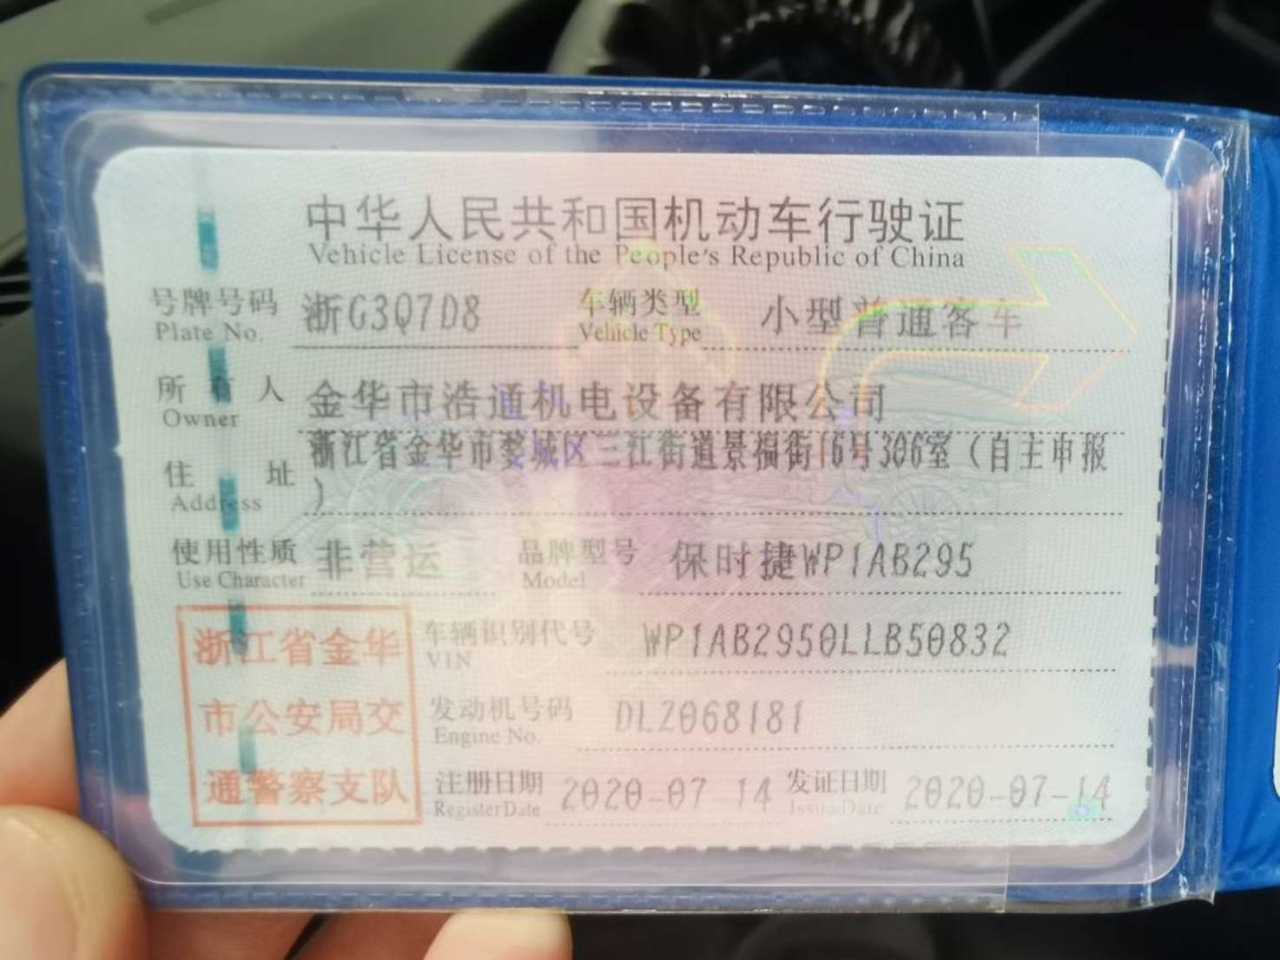 中华人民共和国机动车行驶证
Vehicle License of the People's Republic of China
号牌号码 浙G3Q7D8 车辆类型 小型普通客车
Plate No. Vehicle Type
所有人 金华市浩通机电设备有限公司
Owner
住址 浙江省金华市婺城区三江街道景福街16号306室（自主申报
Address ）
使用性质 非营运 品牌型号 保时捷WP1AB295
Use Character Model
浙江省金华
市公安局交
通警察支队
车辆识别代号 WP1AB2950LLB50832
VIN
发动机号码 DLZ068181
Engine No.
注册日期 2020-07-14 发证日期 2020-07-14
Register Date Issue Date